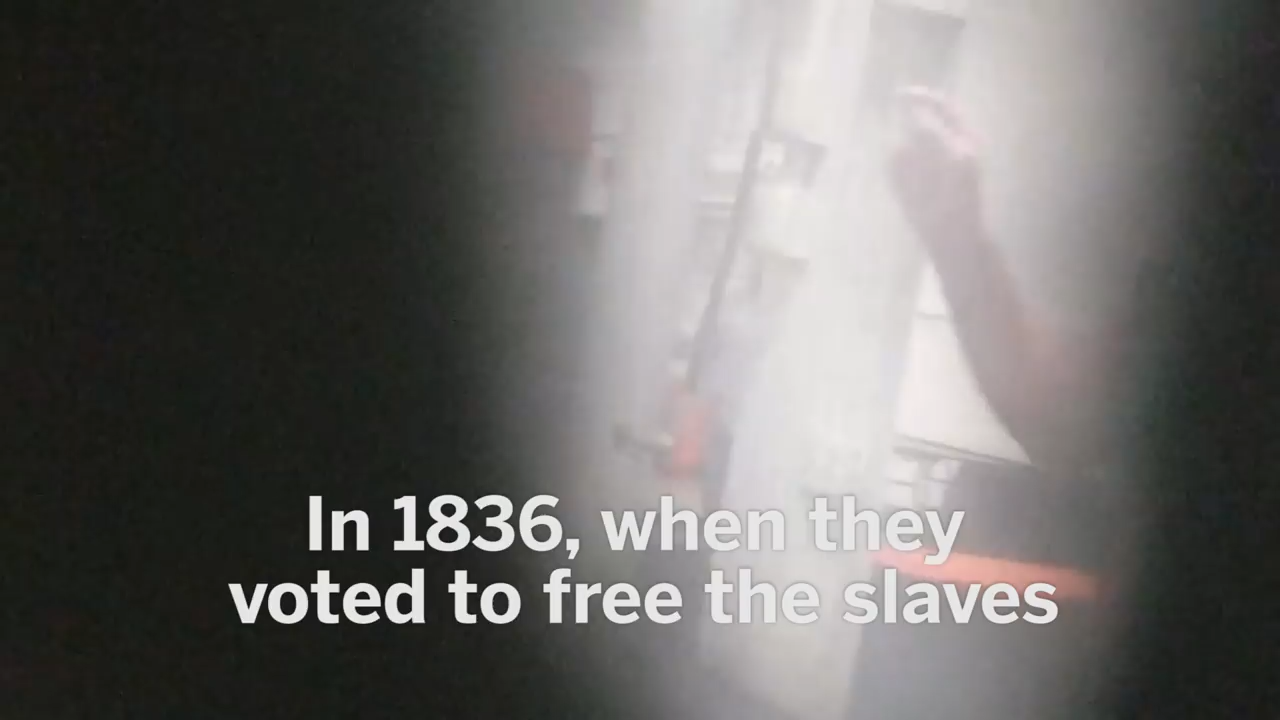 In 1836, when they
voted to free the slaves